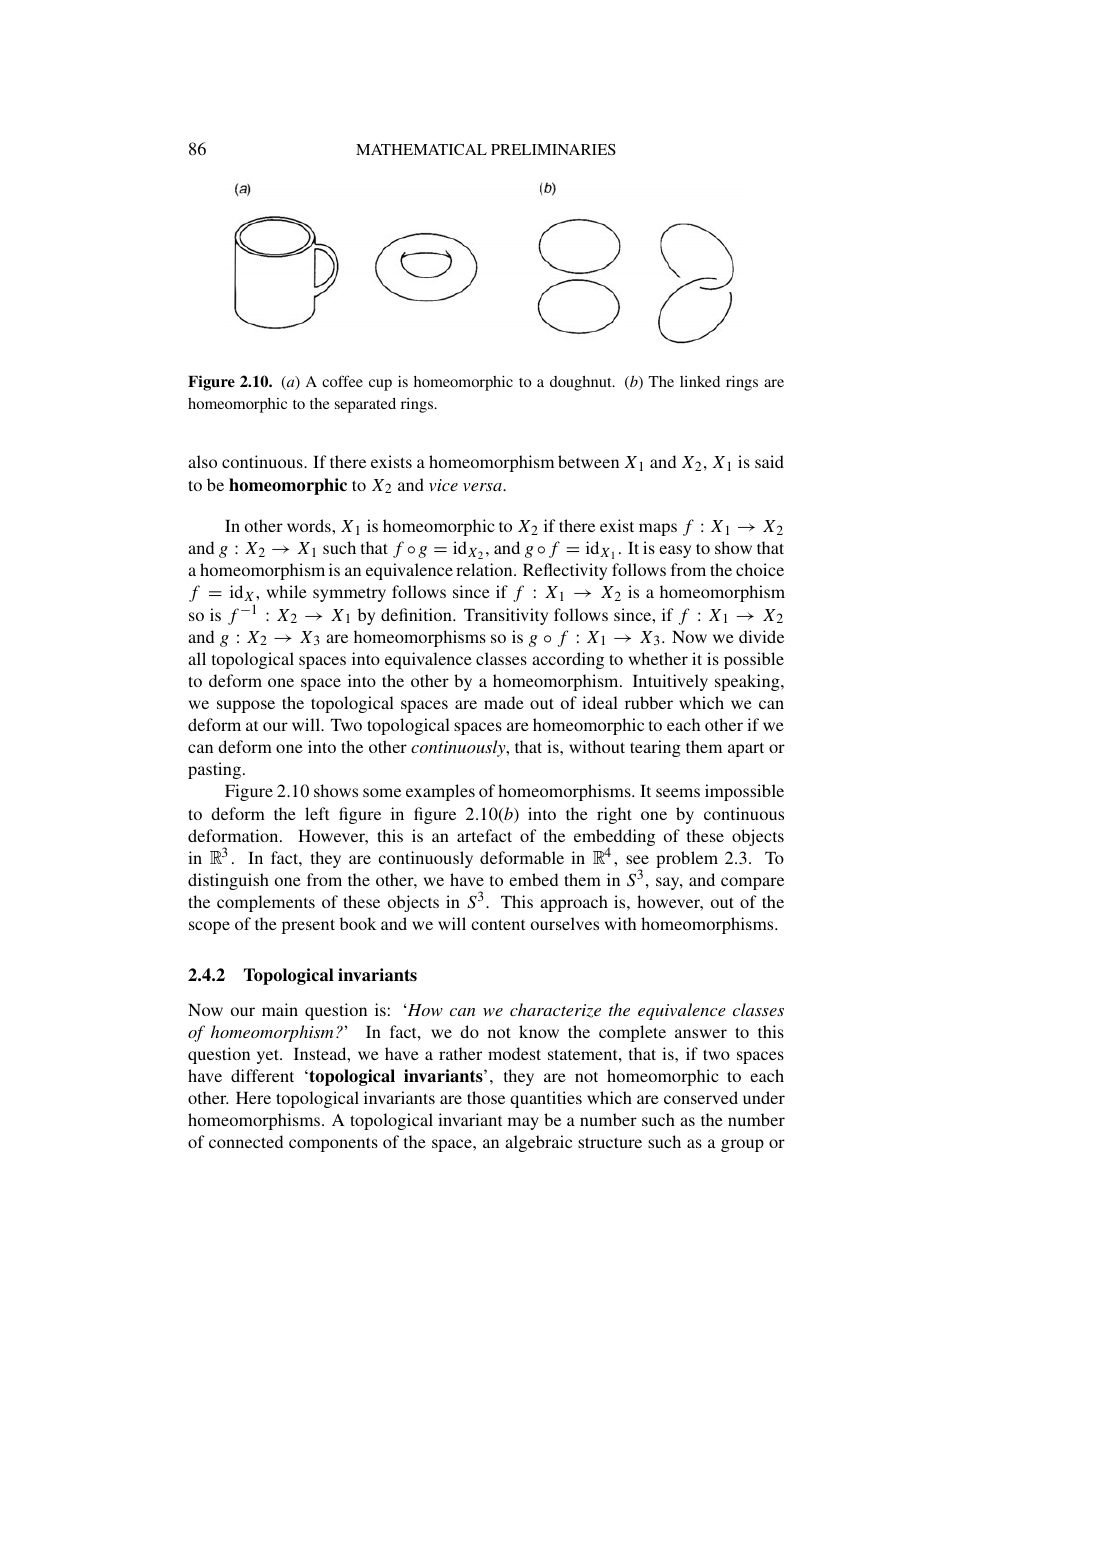 86 MATHEMATICAL PRELIMINARIES
(a) (b)
Figure 2.10. (a) A coffee cup is homeomorphic to a doughnut. (b) The linked rings are
homeomorphic to the separated rings.
also continuous. If there exists a homeomorphism between X₁ and X₂, X₁ is said
to be homeomorphic to X₂ and vice versa.
In other words, X₁ is homeomorphic to X₂ if there exist maps f : X₁ → X₂
and g : X₂ → X₁ such that f ∘ g = id_X₂, and g ∘ f = id_X₁. It is easy to show that
a homeomorphism is an equivalence relation. Reflectivity follows from the choice
f = id_X, while symmetry follows since if f : X₁ → X₂ is a homeomorphism
so is f⁻¹ : X₂ → X₁ by definition. Transitivity follows since, if f : X₁ → X₂
and g : X₂ → X₃ are homeomorphisms so is g ∘ f : X₁ → X₃. Now we divide
all topological spaces into equivalence classes according to whether it is possible
to deform one space into the other by a homeomorphism. Intuitively speaking,
we suppose the topological spaces are made out of ideal rubber which we can
deform at our will. Two topological spaces are homeomorphic to each other if we
can deform one into the other continuously, that is, without tearing them apart or
pasting.
Figure 2.10 shows some examples of homeomorphisms. It seems impossible
to deform the left figure in figure 2.10(b) into the right one by continuous
deformation. However, this is an artefact of the embedding of these objects
in ℝ³. In fact, they are continuously deformable in ℝ⁴, see problem 2.3. To
distinguish one from the other, we have to embed them in S³, say, and compare
the complements of these objects in S³. This approach is, however, out of the
scope of the present book and we will content ourselves with homeomorphisms.
2.4.2 Topological invariants
Now our main question is: ‘How can we characterize the equivalence classes
of homeomorphism?’ In fact, we do not know the complete answer to this
question yet. Instead, we have a rather modest statement, that is, if two spaces
have different ‘topological invariants’, they are not homeomorphic to each
other. Here topological invariants are those quantities which are conserved under
homeomorphisms. A topological invariant may be a number such as the number
of connected components of the space, an algebraic structure such as a group or